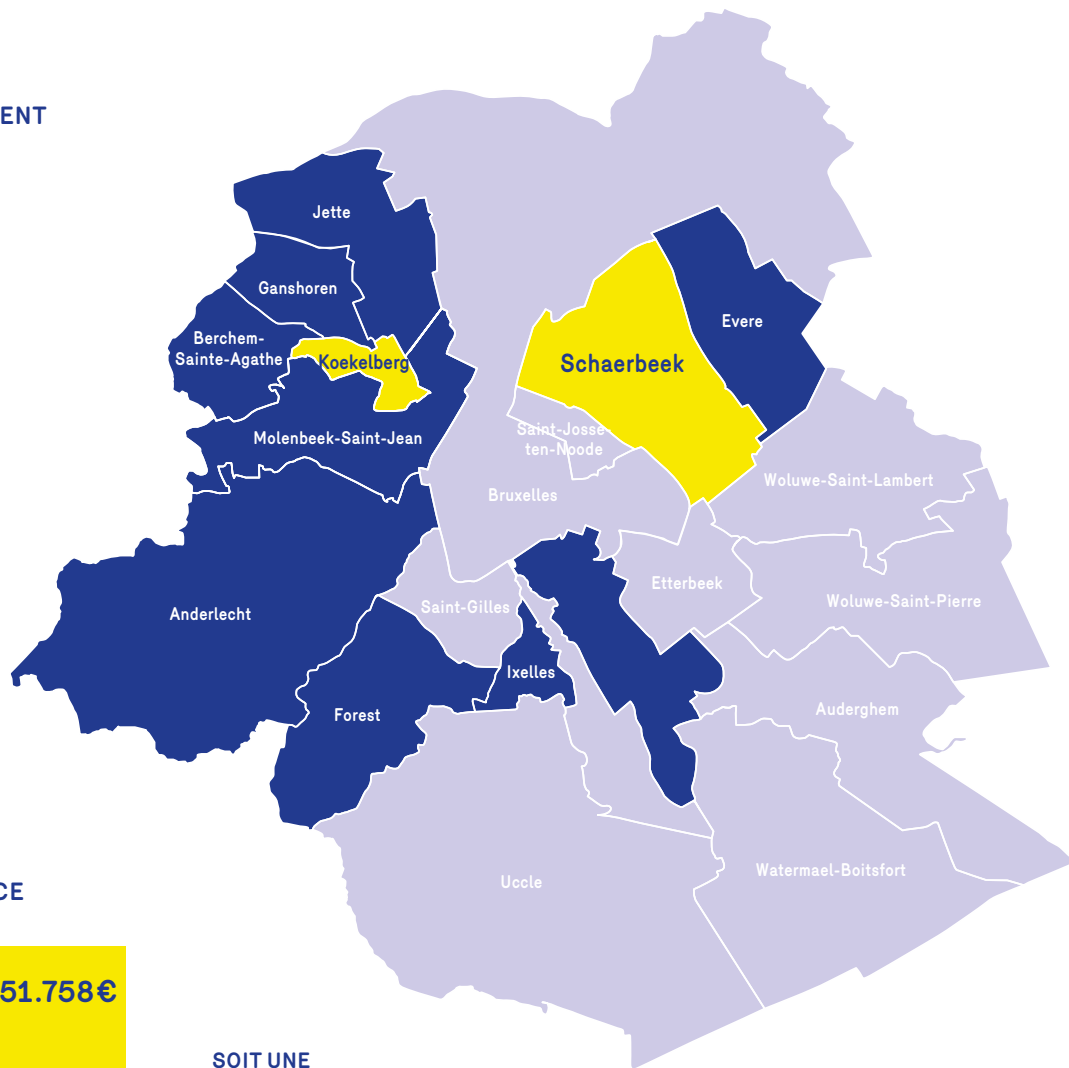 ENT
Jette
Ganshoren
Evere
Berchem-
Sainte-Agathe
Koekelberg
Schaerbeek
Saint-Josse-
ten-Noode
Molenbeek-Saint-Jean
Woluwe-Saint-Lambert
Bruxelles
Etterbeek
Woluwe-Saint-Pierre
Saint-Gilles
Anderlecht
Ixelles
Forest
Auderghem
Watermael-Boitsfort
Uccle
CE
51.758€
SOIT UNE